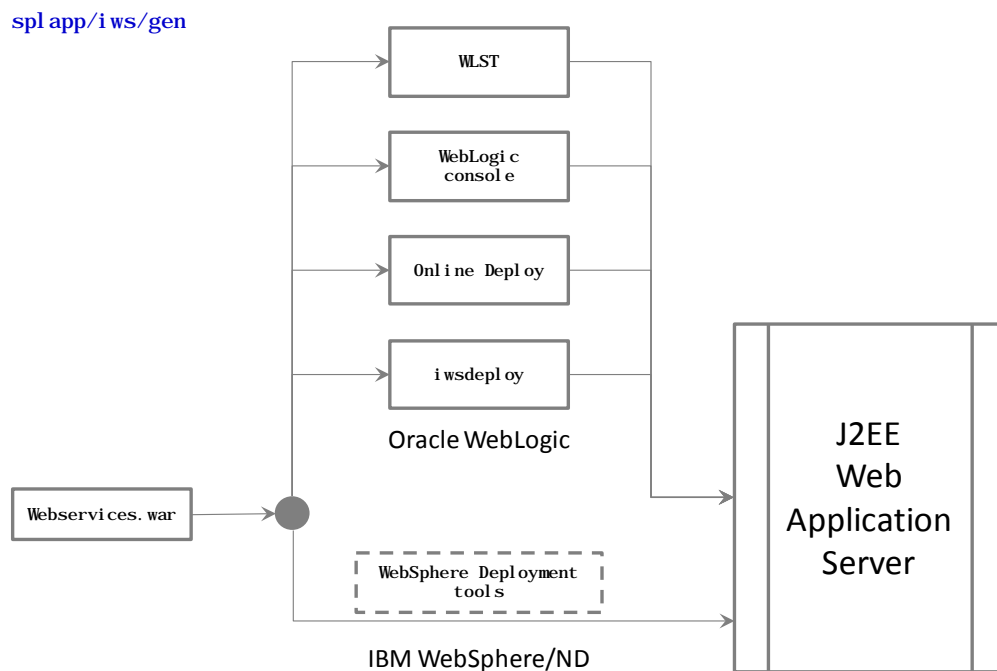 splapp/iws/gen
WLST
WebLogic
console
Online Deploy
iwsdeploy
Oracle WebLogic
J2EE
Web
Application
Server
Webservices.war
WebSphere Deployment
tools
IBM WebSphere/ND